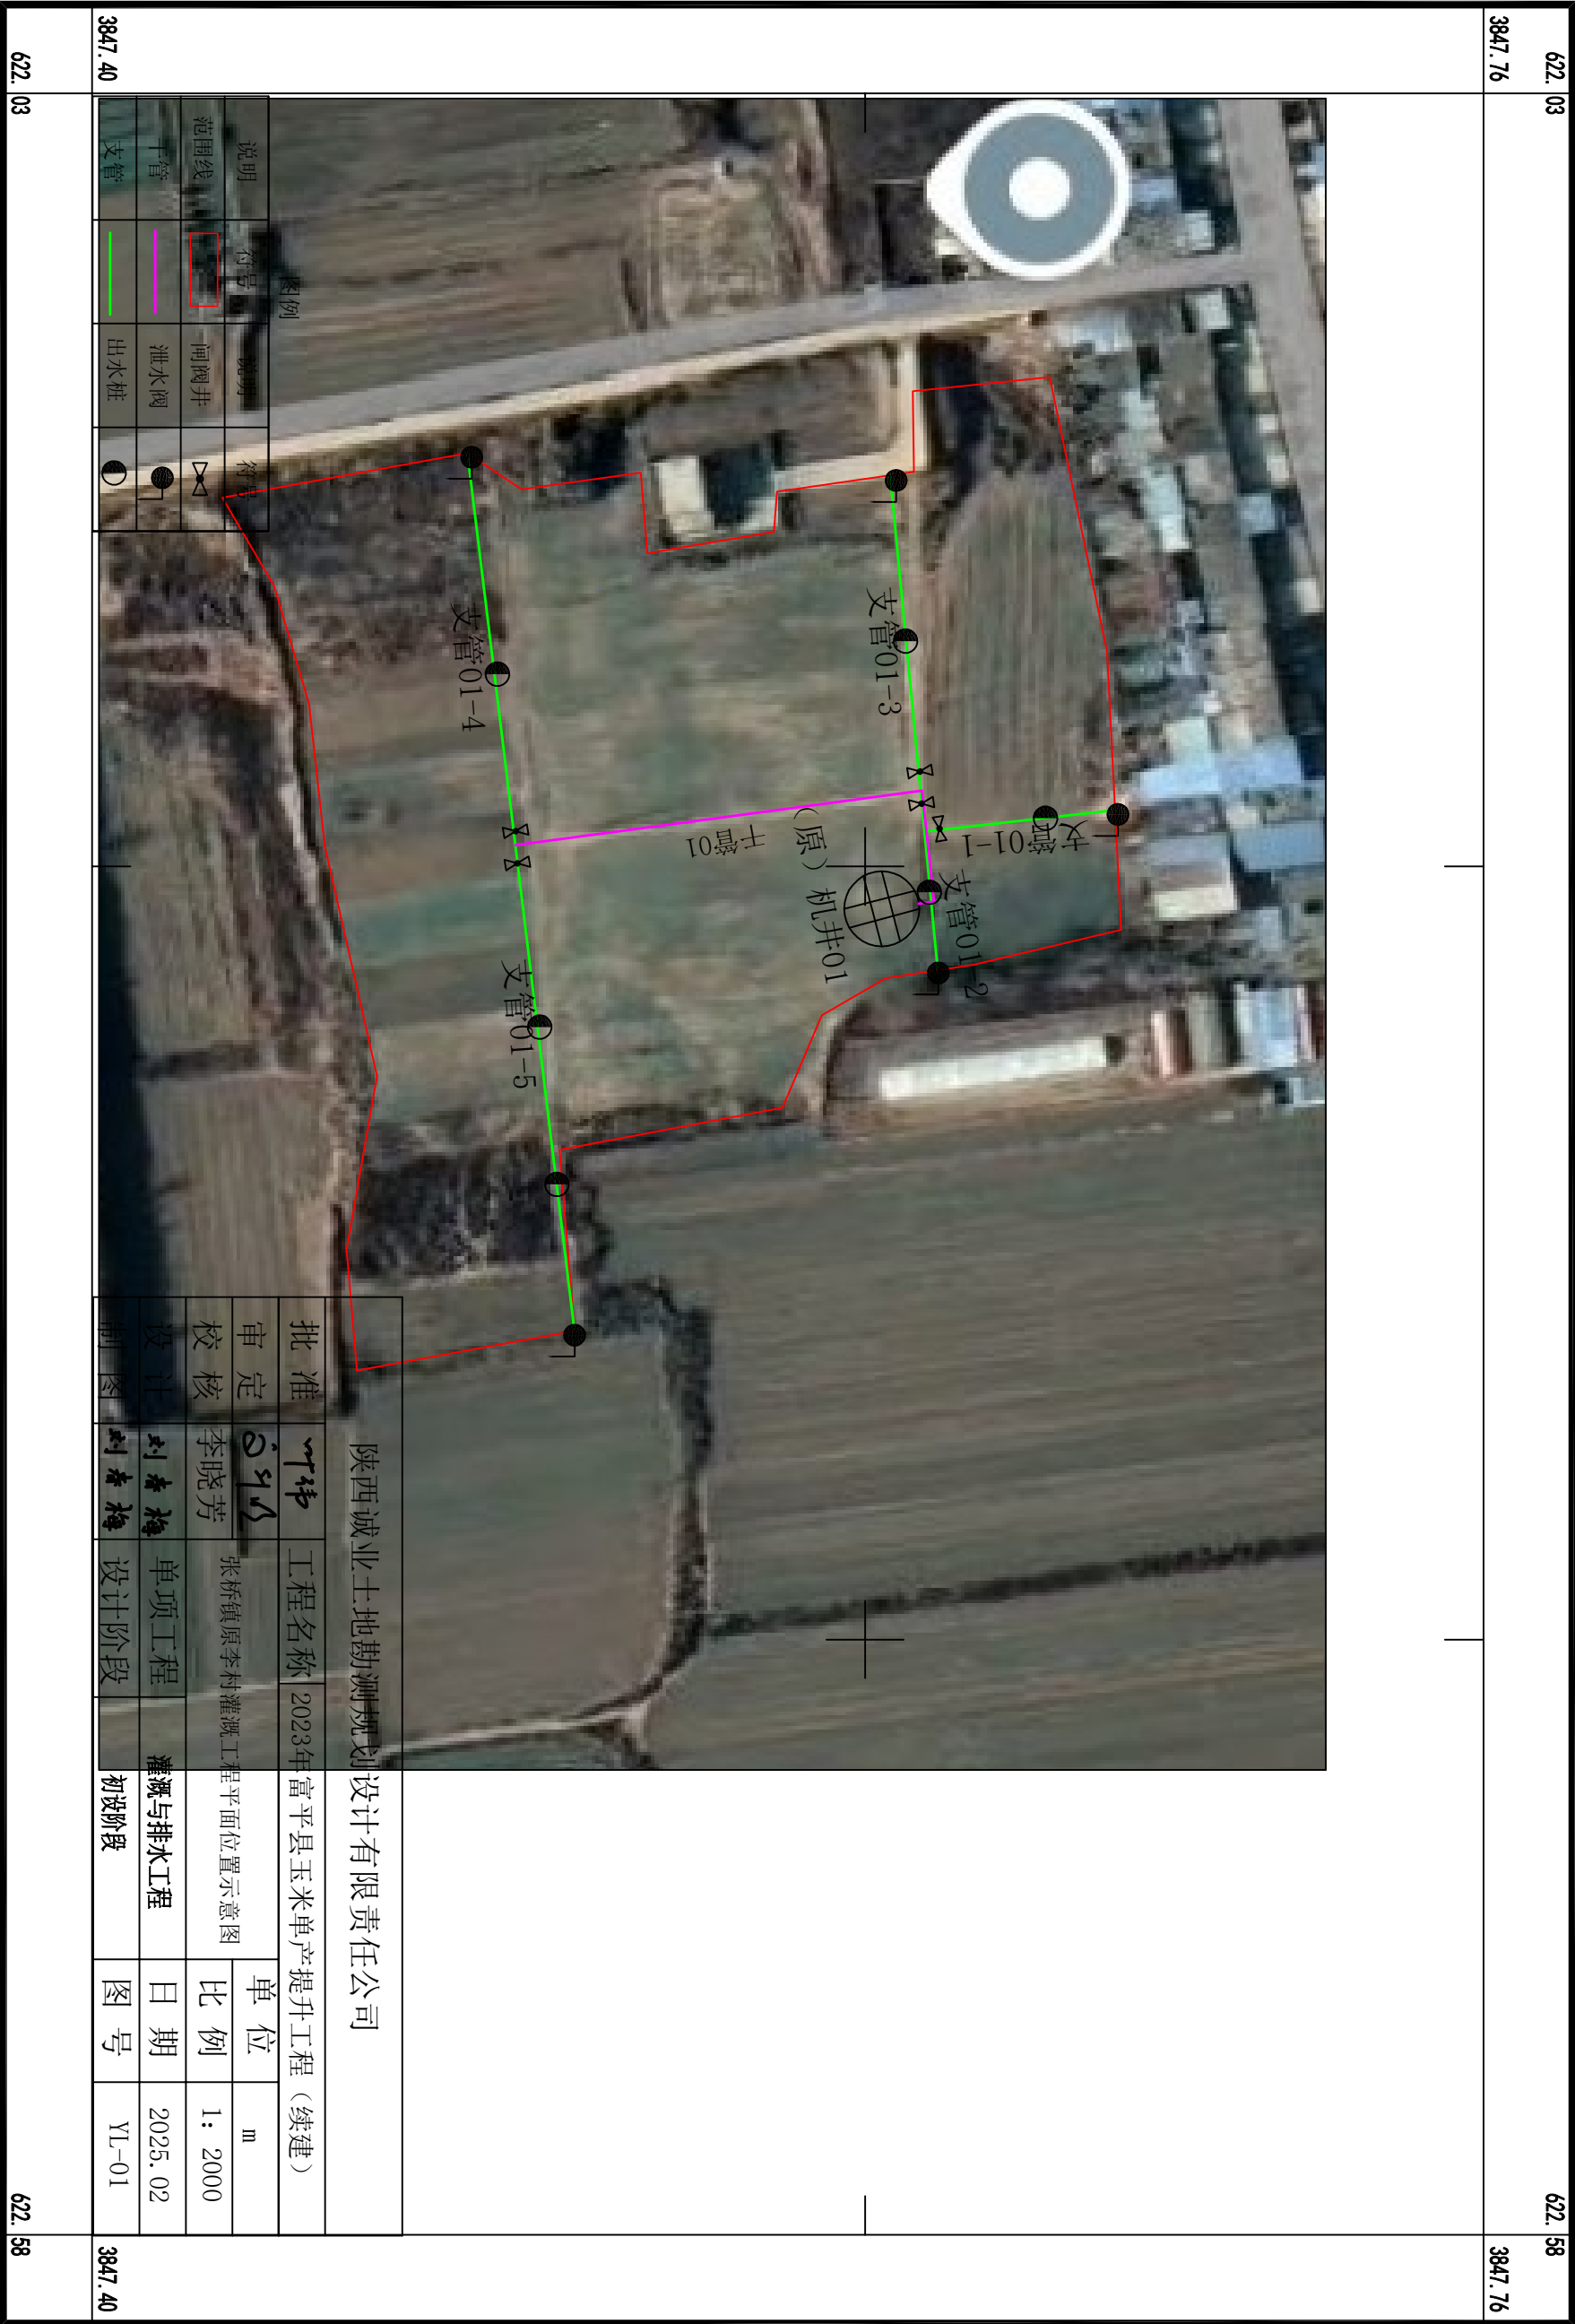 622.03
3847.76
622.58
3847.76
622.03
3847.40
622.58
3847.40
支管01-1
支管01-2
支管01-3
(原)机井01
干管01
支管01-4
支管01-5
图例
说明 符号 说明 符号
范围线 闸阀井
干管 泄水阀
支管 出水桩
陕西诚业土地勘测规划设计有限责任公司
批准 工程名称 2023年富平县玉米单产提升工程(续建)
审定 张桥镇原李村灌溉工程平面位置示意图 单位 m
校核 李晓芳 比例 1: 2000
设计 刘春梅 单项工程 灌溉与排水工程 日期 2025.02
制图 刘春梅 设计阶段 初设阶段 图号 YL-01